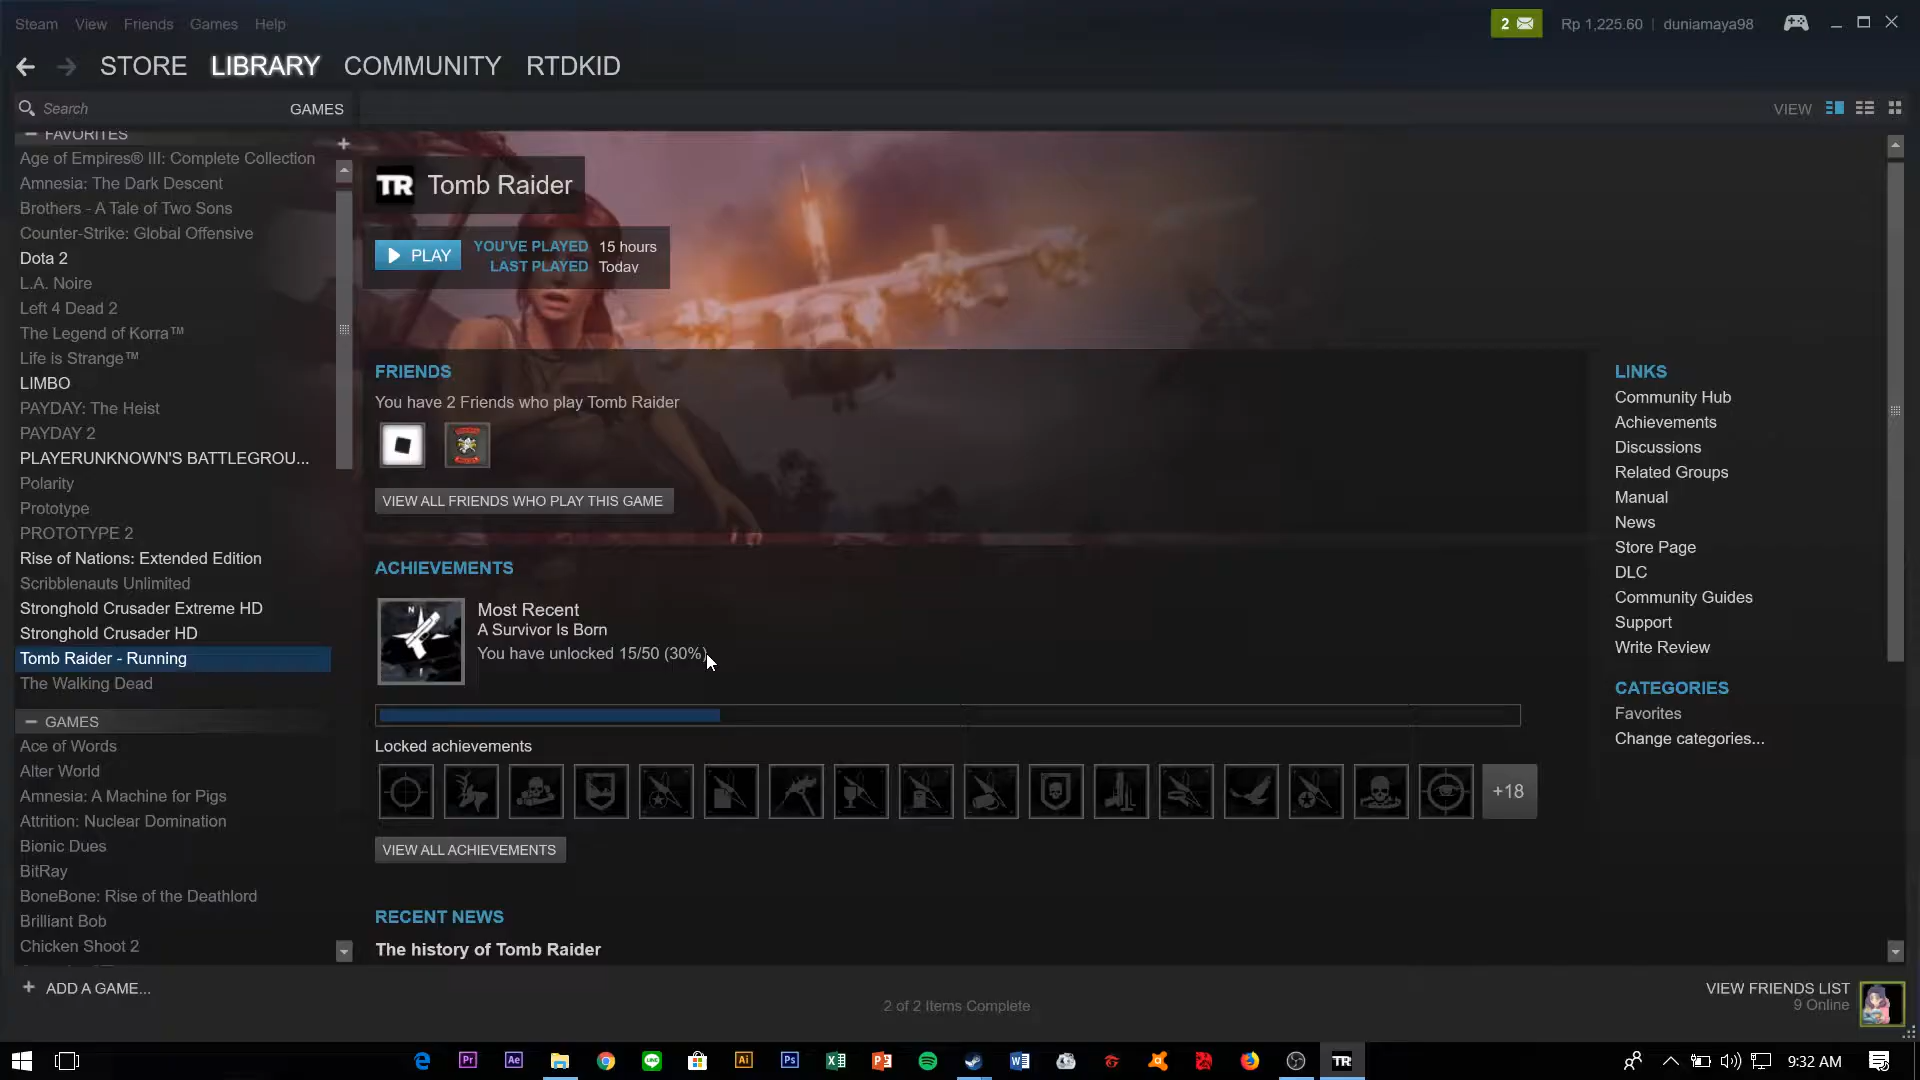 Steam View Friends Games Help
2 Rp 1,225.60 | duniamaya98
STORE LIBRARY COMMUNITY RTDKID
Search GAMES
VIEW
FAVORITES
Age of Empires® III: Complete Collection
Amnesia: The Dark Descent
Brothers - A Tale of Two Sons
Counter-Strike: Global Offensive
Dota 2
L.A. Noire
Left 4 Dead 2
The Legend of Korra™
Life is Strange™
LIMBO
PAYDAY: The Heist
PAYDAY 2
PLAYERUNKNOWN'S BATTLEGROU...
Polarity
Prototype
PROTOTYPE 2
Rise of Nations: Extended Edition
Scribblenauts Unlimited
Stronghold Crusader Extreme HD
Stronghold Crusader HD
Tomb Raider - Running
The Walking Dead
GAMES
Ace of Words
Alter World
Amnesia: A Machine for Pigs
Attrition: Nuclear Domination
Bionic Dues
BitRay
BoneBone: Rise of the Deathlord
Brilliant Bob
Chicken Shoot 2
+ ADD A GAME...
TR Tomb Raider
PLAY
YOU'VE PLAYED 15 hours
LAST PLAYED Today
FRIENDS
You have 2 Friends who play Tomb Raider
VIEW ALL FRIENDS WHO PLAY THIS GAME
ACHIEVEMENTS
Most Recent
A Survivor Is Born
You have unlocked 15/50 (30%)
Locked achievements
+18
VIEW ALL ACHIEVEMENTS
RECENT NEWS
The history of Tomb Raider
LINKS
Community Hub
Achievements
Discussions
Related Groups
Manual
News
Store Page
DLC
Community Guides
Support
Write Review
CATEGORIES
Favorites
Change categories...
2 of 2 Items Complete
VIEW FRIENDS LIST
9 Online
Pr Ae LINE Ai Ps TR 9:32 AM